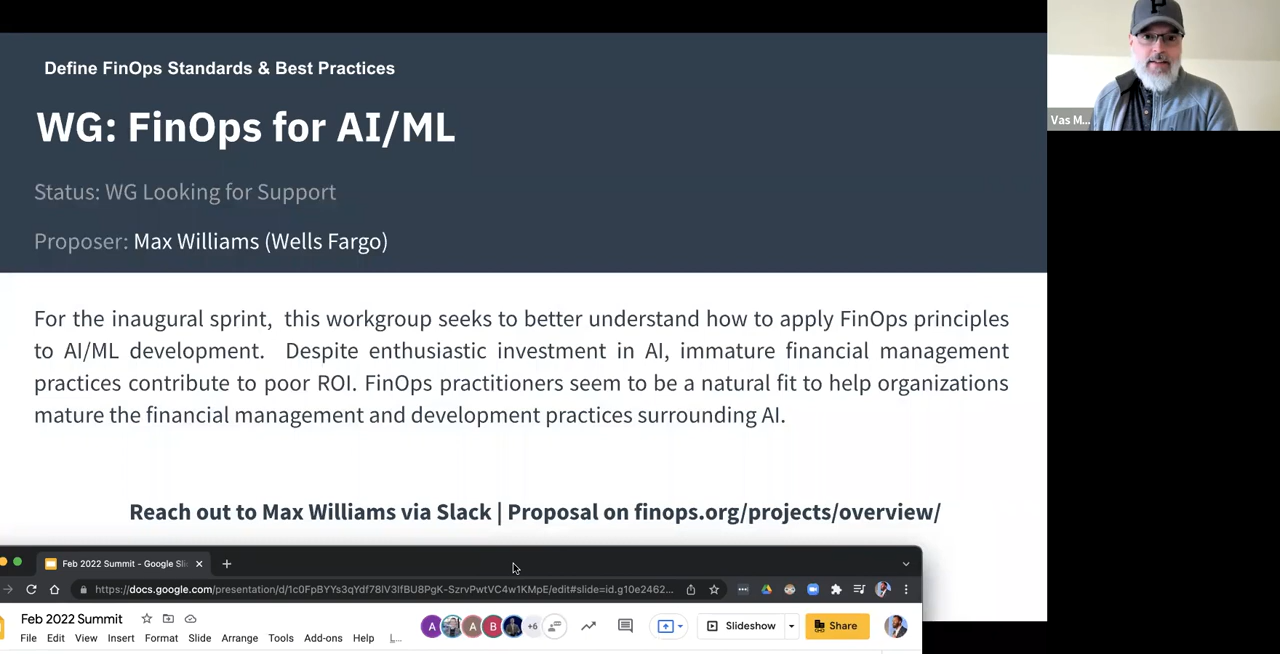 Define FinOps Standards & Best Practices
WG: FinOps for AI/ML
Status: WG Looking for Support
Proposer: Max Williams (Wells Fargo)
For the inaugural sprint, this workgroup seeks to better understand how to apply FinOps principles
to AI/ML development. Despite enthusiastic investment in AI, immature financial management
practices contribute to poor ROI. FinOps practitioners seem to be a natural fit to help organizations
mature the financial management and development practices surrounding AI.
Reach out to Max Williams via Slack | Proposal on finops.org/projects/overview/
Vas M...
P
Feb 2022 Summit - Google Sli
https://docs.google.com/presentation/d/1c0FpBYYs3qYdf78lV3lfBU8PgK-SzrvPwtVC4w1KMpE/edit#slide=id.g10e2462...
Feb 2022 Summit
A A B +6
Slideshow
Share
File Edit View Insert Format Slide Arrange Tools Add-ons Help L...